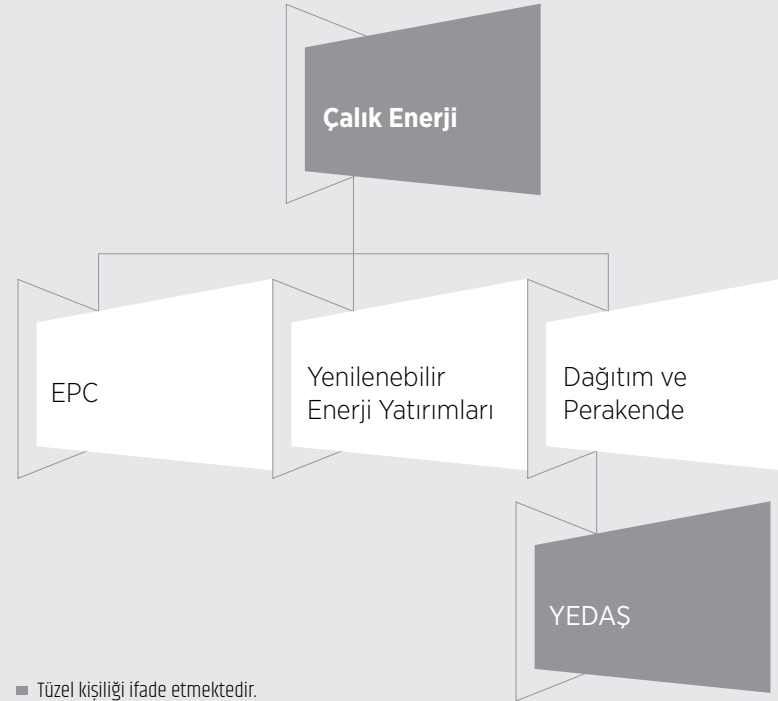 Çalık Enerji
EPC
Yenilenebilir
Enerji Yatırımları
Dağıtım ve
Perakende
YEDAŞ
Tüzel kişiliği ifade etmektedir.